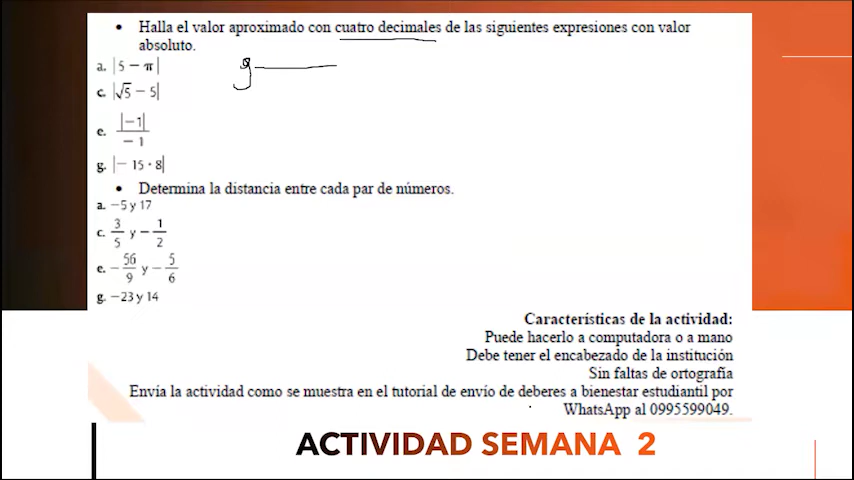 • Halla el valor aproximado con cuatro decimales de las siguientes expresiones con valor
absoluto.
a. |5 − π|
c. |√5 − 5|
e. |−1| / −1
g. |− 15 · 8|
• Determina la distancia entre cada par de números.
a. −5 y 17
c. 3/5 y − 1/2
e. − 56/9 y − 5/6
g. −23 y 14
Características de la actividad:
Puede hacerlo a computadora o a mano
Debe tener el encabezado de la institución
Sin faltas de ortografía
Envía la actividad como se muestra en el tutorial de envío de deberes a bienestar estudiantil por
WhatsApp al 0995599049.
ACTIVIDAD SEMANA 2